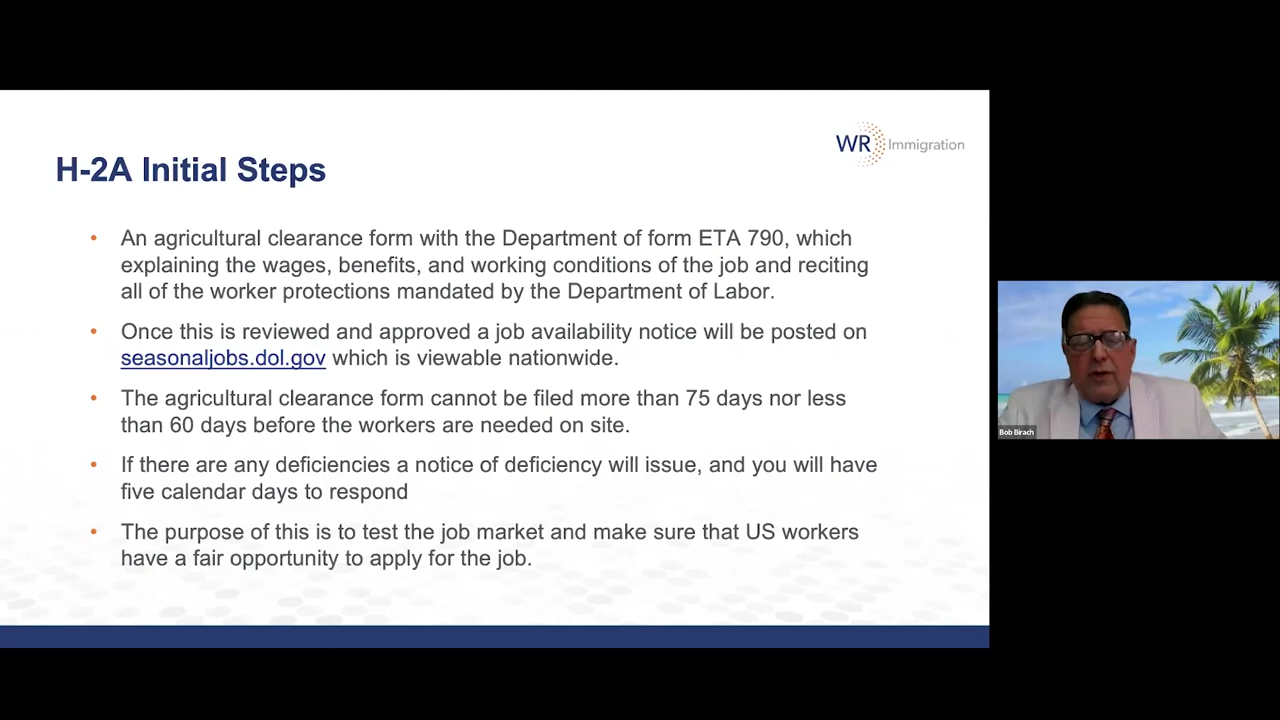 WR Immigration
H-2A Initial Steps
• An agricultural clearance form with the Department of form ETA 790, which
explaining the wages, benefits, and working conditions of the job and reciting
all of the worker protections mandated by the Department of Labor.
• Once this is reviewed and approved a job availability notice will be posted on
seasonaljobs.dol.gov which is viewable nationwide.
• The agricultural clearance form cannot be filed more than 75 days nor less
than 60 days before the workers are needed on site.
• If there are any deficiencies a notice of deficiency will issue, and you will have
five calendar days to respond
• The purpose of this is to test the job market and make sure that US workers
have a fair opportunity to apply for the job.
Bob Birach